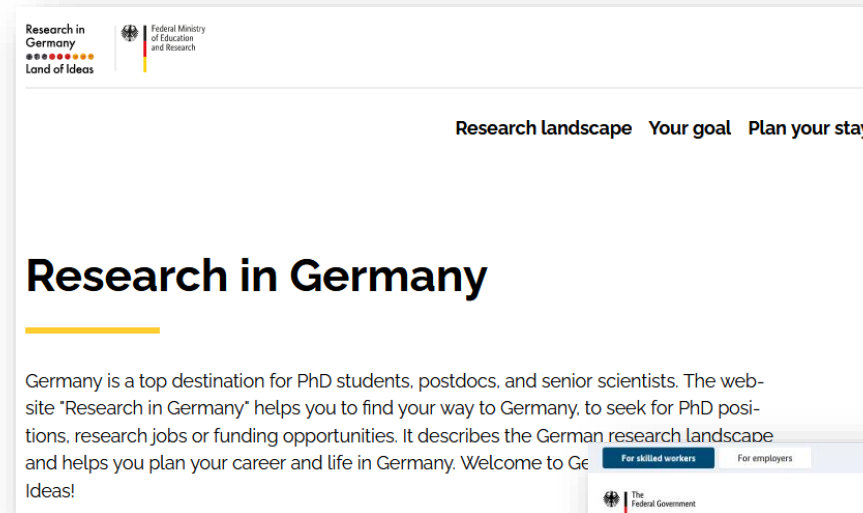 Research in
Germany
Land of Ideas
Federal Ministry
of Education
and Research
Research landscape Your goal Plan your stay
Research in Germany
Germany is a top destination for PhD students, postdocs, and senior scientists. The web-
site "Research in Germany" helps you to find your way to Germany, to seek for PhD posi-
tions, research jobs or funding opportunities. It describes the German research landscape
and helps you plan your career and life in Germany. Welcome to Ge
Ideas!
For skilled workers For employers
The
Federal Government